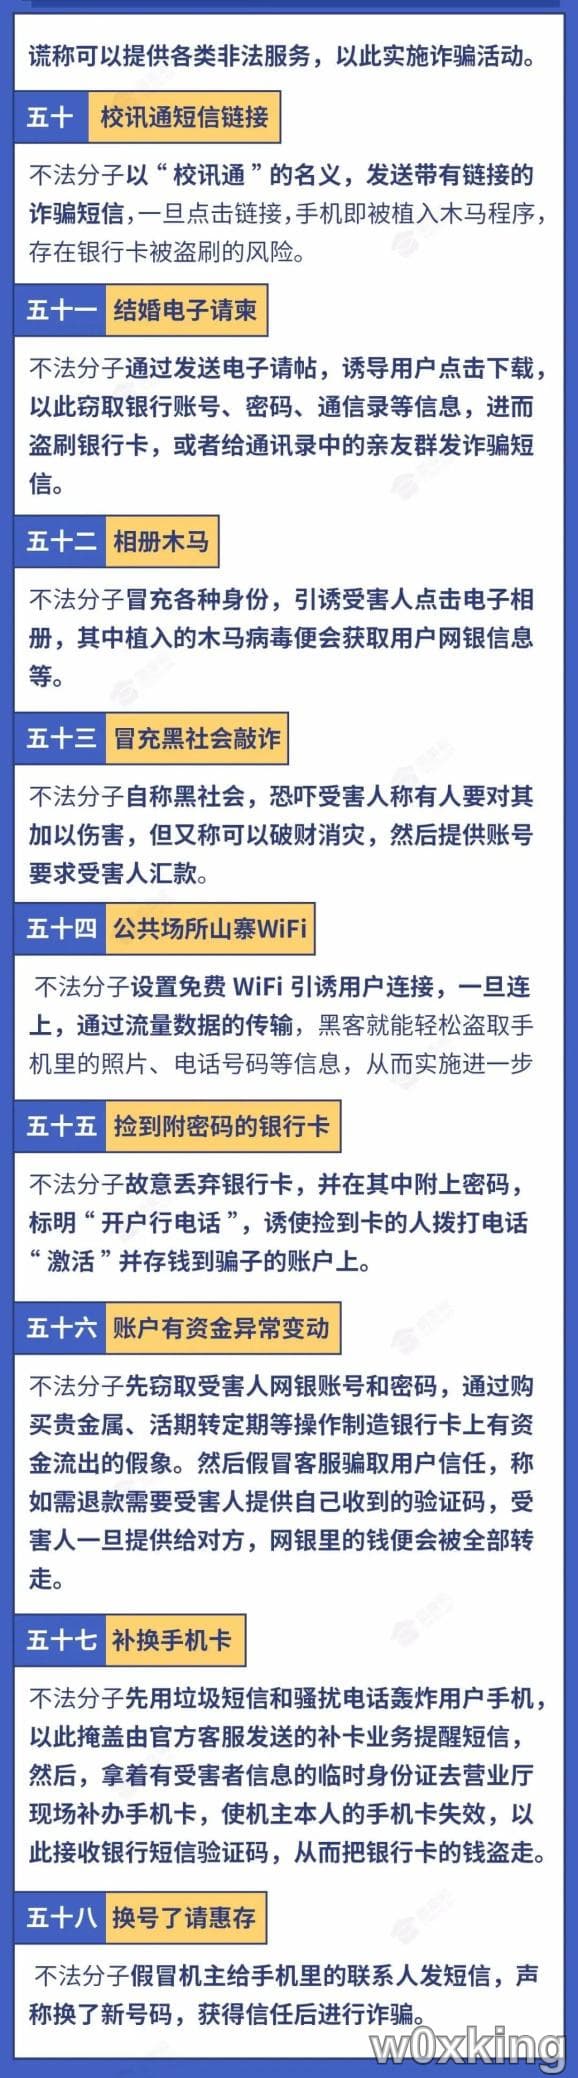 谎称可以提供各类非法服务，以此实施诈骗活动。
五十 校讯通短信链接
不法分子以“校讯通”的名义，发送带有链接的
诈骗短信，一旦点击链接，手机即被植入木马程序，
存在银行卡被盗刷的风险。
五十一 结婚电子请柬
不法分子通过发送电子请帖，诱导用户点击下载，
以此窃取银行账号、密码、通信录等信息，进而
盗刷银行卡，或者给通讯录中的亲友群发诈骗短
信。
五十二 相册木马
不法分子冒充各种身份，引诱受害人点击电子相
册，其中植入的木马病毒便会获取用户网银信息
等。
五十三 冒充黑社会敲诈
不法分子自称黑社会，恐吓受害人称有人要对其
加以伤害，但又称可以破财消灾，然后提供账号
要求受害人汇款。
五十四 公共场所山寨WiFi
不法分子设置免费 WiFi 引诱用户连接，一旦连
上，通过流量数据的传输，黑客就能轻松盗取手
机里的照片、电话号码等信息，从而实施进一步
五十五 捡到附密码的银行卡
不法分子故意丢弃银行卡，并在其中附上密码，
标明“开户行电话”，诱使捡到卡的人拨打电话
“激活”并存钱到骗子的账户上。
五十六 账户有资金异常变动
不法分子先窃取受害人网银账号和密码，通过购
买贵金属、活期转定期等操作制造银行卡上有资
金流出的假象。然后假冒客服骗取用户信任，称
如需退款需要受害人提供自己收到的验证码，受
害人一旦提供给对方，网银里的钱便会被全部转
走。
五十七 补换手机卡
不法分子先用垃圾短信和骚扰电话轰炸用户手机，
以此掩盖由官方客服发送的补卡业务提醒短信，
然后，拿着有受害者信息的临时身份证去营业厅
现场补办手机卡，使机主本人的手机卡失效，以
此接收银行短信验证码，从而把银行卡的钱盗走。
五十八 换号了请惠存
不法分子假冒机主给手机里的联系人发短信，声
称换了新号码，获得信任后进行诈骗。
w0xking